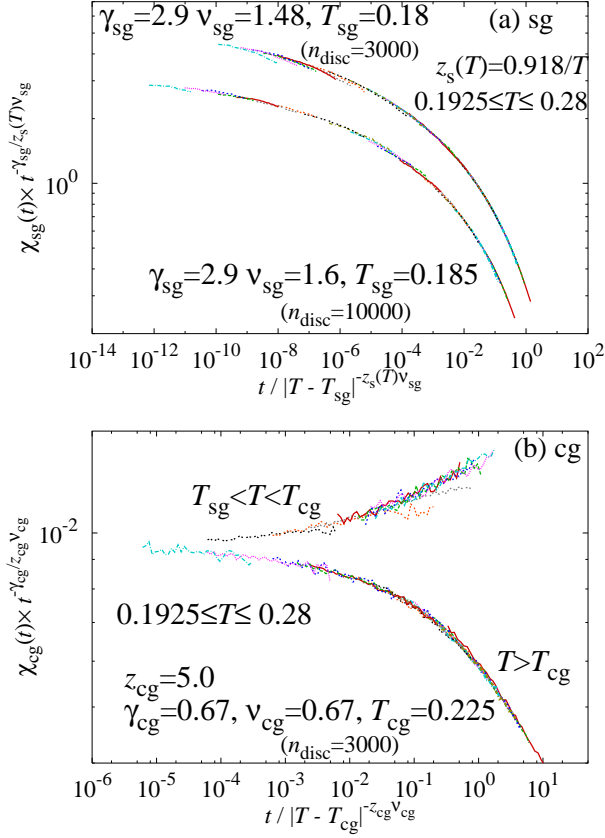 γsg=2.9 νsg=1.48, Tsg=0.18
(a) sg
(ndisc=3000)
zs(T)=0.918/T
0.1925≤T≤ 0.28
10^0
χsg(t)× t^-γsg/zs(T)νsg
γsg=2.9 νsg=1.6, Tsg=0.185
(ndisc=10000)
10^-14 10^-12 10^-10 10^-8 10^-6 10^-4 10^-2 10^0 10^2
t / |T - Tsg|^-zs(T)νsg
(b) cg
Tsg<T<Tcg
10^-2
χcg(t)× t^-γcg/zcgνcg
0.1925≤T≤ 0.28
T>Tcg
zcg=5.0
γcg=0.67, νcg=0.67, Tcg=0.225
(ndisc=3000)
10^-6 10^-5 10^-4 10^-3 10^-2 10^-1 10^0 10^1
t / |T - Tcg|^-zcgνcg